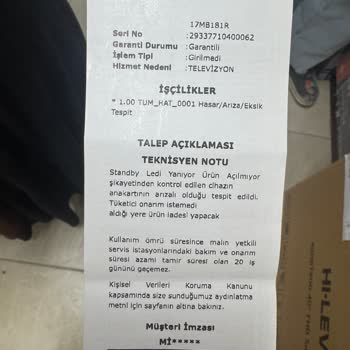 17MB181R
Seri No :29337710400062
Garanti Durumu :Garantili
İşlem Tipi :Girilmedi
Hizmet Nedeni :TELEVİZYON
İŞÇİLİKLER
* 1.00 TUM_HAT_0001 Hasar/Arıza/Eksik
Tespit
TALEP AÇIKLAMASI
TEKNİSYEN NOTU
Standby Ledi Yanıyor Ürün Açılmıyor
şikayetinden kontrol edilen cihazın
anakartının arızalı olduğu tespit edildi.
Tüketici onarım istemedi
aldığı yere ürün iadesi yapacak
Kullanım ömrü süresince malın yetkili
servis istasyonlarındaki bakım ve onarım
süresi azami tamir süresi olan 20 iş
gününü geçemez.
Kişisel Verileri Koruma Kanunu
kapsamında size sunduğumuz aydınlatma
metni için sayfanın altına bakınız.
Müşteri İmzası
Mİ*****
HI-LEV